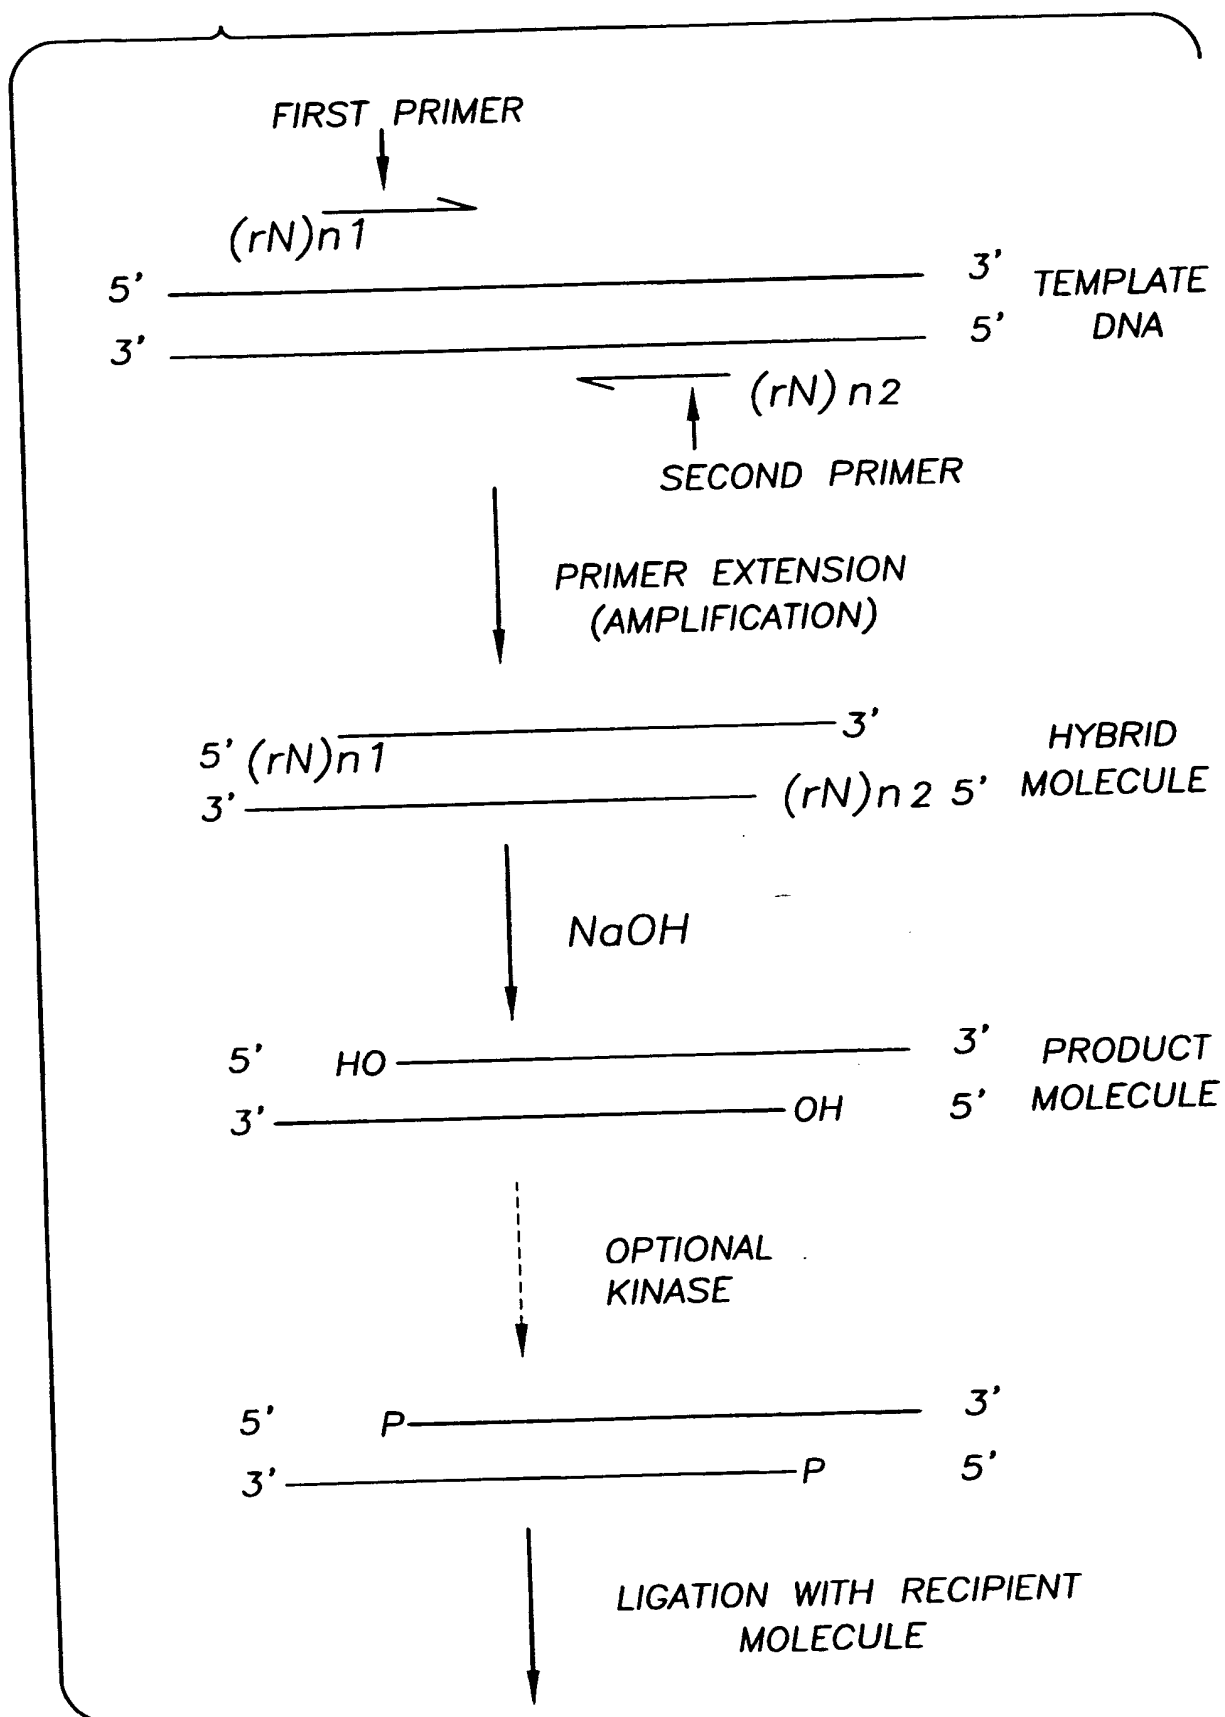 FIRST PRIMER
(rN)n1
5' 3'
TEMPLATE
DNA
3' 5'
(rN)n2
SECOND PRIMER
PRIMER EXTENSION
(AMPLIFICATION)
5' (rN)n1 3'
HYBRID
MOLECULE
3' (rN)n2 5'
NaOH
5' HO 3'
PRODUCT
MOLECULE
3' OH 5'
OPTIONAL
KINASE
5' P 3'
3' P 5'
LIGATION WITH RECIPIENT
MOLECULE